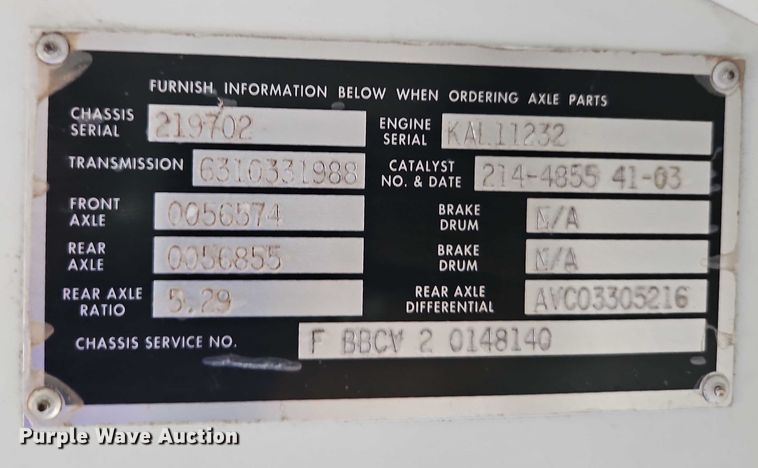 FURNISH INFORMATION BELOW WHEN ORDERING AXLE PARTS
CHASSIS SERIAL 219702 ENGINE SERIAL KAL11232
TRANSMISSION 6310331988 CATALYST NO. & DATE 214-4855 41-03
FRONT AXLE 0056574 BRAKE DRUM N/A
REAR AXLE 0056855 BRAKE DRUM N/A
REAR AXLE RATIO 5.29 REAR AXLE DIFFERENTIAL AVC03305216
CHASSIS SERVICE NO. F BBCV 2 0148140
Purple Wave Auction